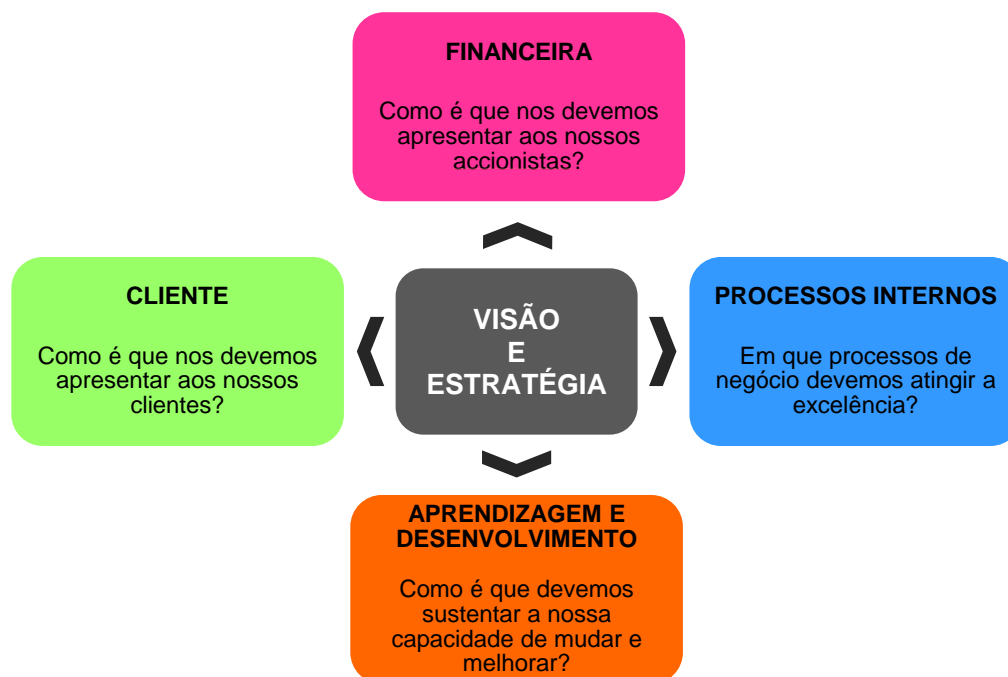 FINANCEIRA
Como é que nos devemos
apresentar aos nossos
accionistas?
CLIENTE
Como é que nos devemos
apresentar aos nossos
clientes?
VISÃO
E
ESTRATÉGIA
PROCESSOS INTERNOS
Em que processos de
negócio devemos atingir a
excelência?
APRENDIZAGEM E
DESENVOLVIMENTO
Como é que devemos
sustentar a nossa
capacidade de mudar e
melhorar?